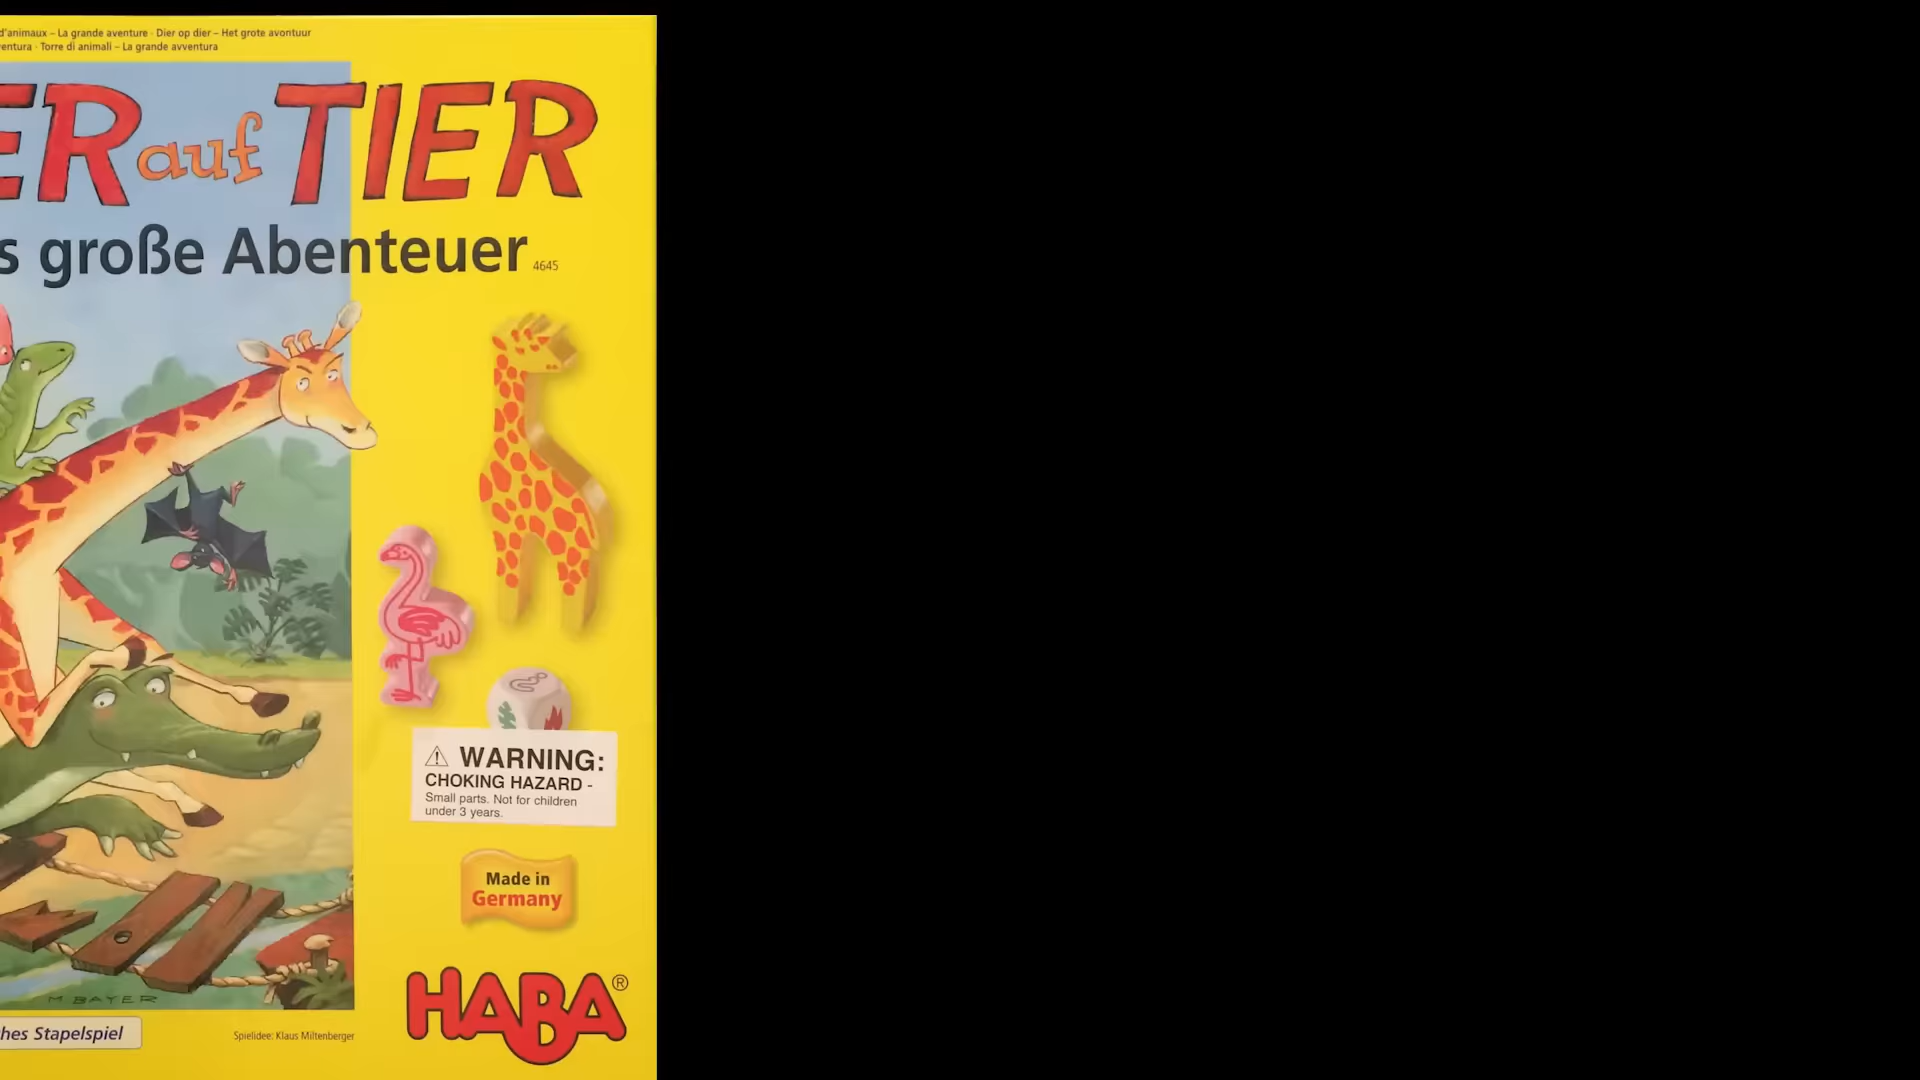 d'animaux – La grande aventure · Dier op dier – Het grote avontuur
ventura · Torre di animali – La grande avventura
ER auf TIER
s große Abenteuer 4645
WARNING:
CHOKING HAZARD -
Small parts. Not for children
under 3 years.
Made in
Germany
HABA®
M BAYER
hes Stapelspiel
Spielidee: Klaus Miltenberger